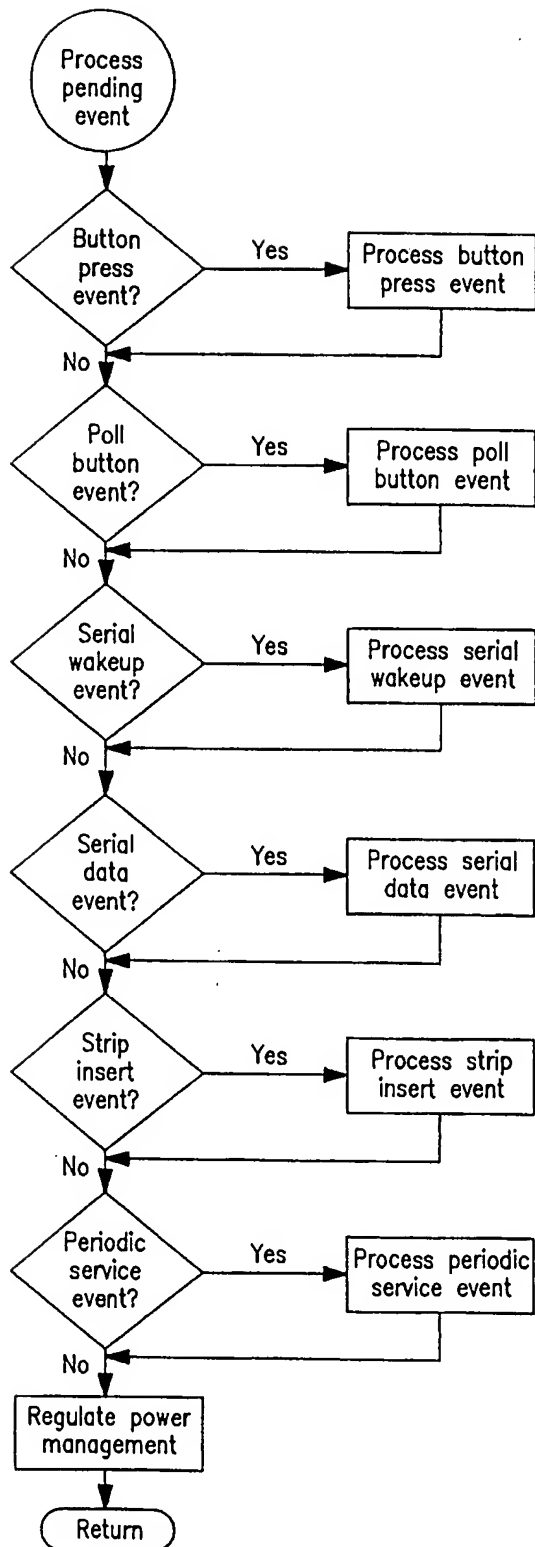 Process
pending
event
Button
press
event?
Yes
Process button
press event
No
Poll
button
event?
Yes
Process poll
button event
No
Serial
wakeup
event?
Yes
Process serial
wakeup event
No
Serial
data
event?
Yes
Process serial
data event
No
Strip
insert
event?
Yes
Process strip
insert event
No
Periodic
service
event?
Yes
Process periodic
service event
No
Regulate power
management
Return